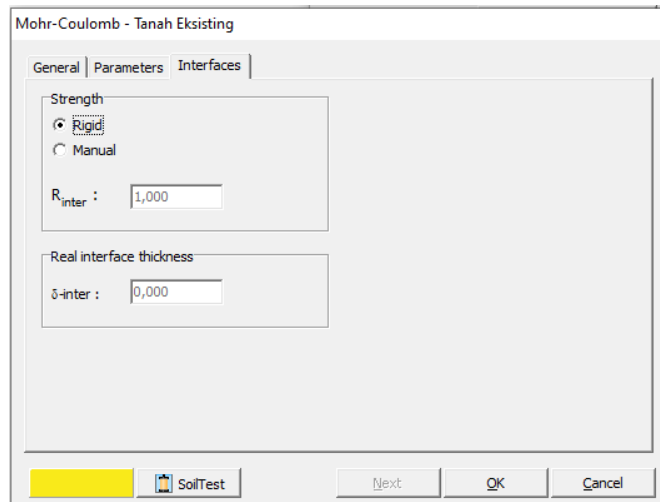 Mohr-Coulomb - Tanah Eksisting
General Parameters Interfaces
Strength
Rigid
Manual
R_inter : 1,000
Real interface thickness
δ-inter : 0,000
SoilTest Next OK Cancel